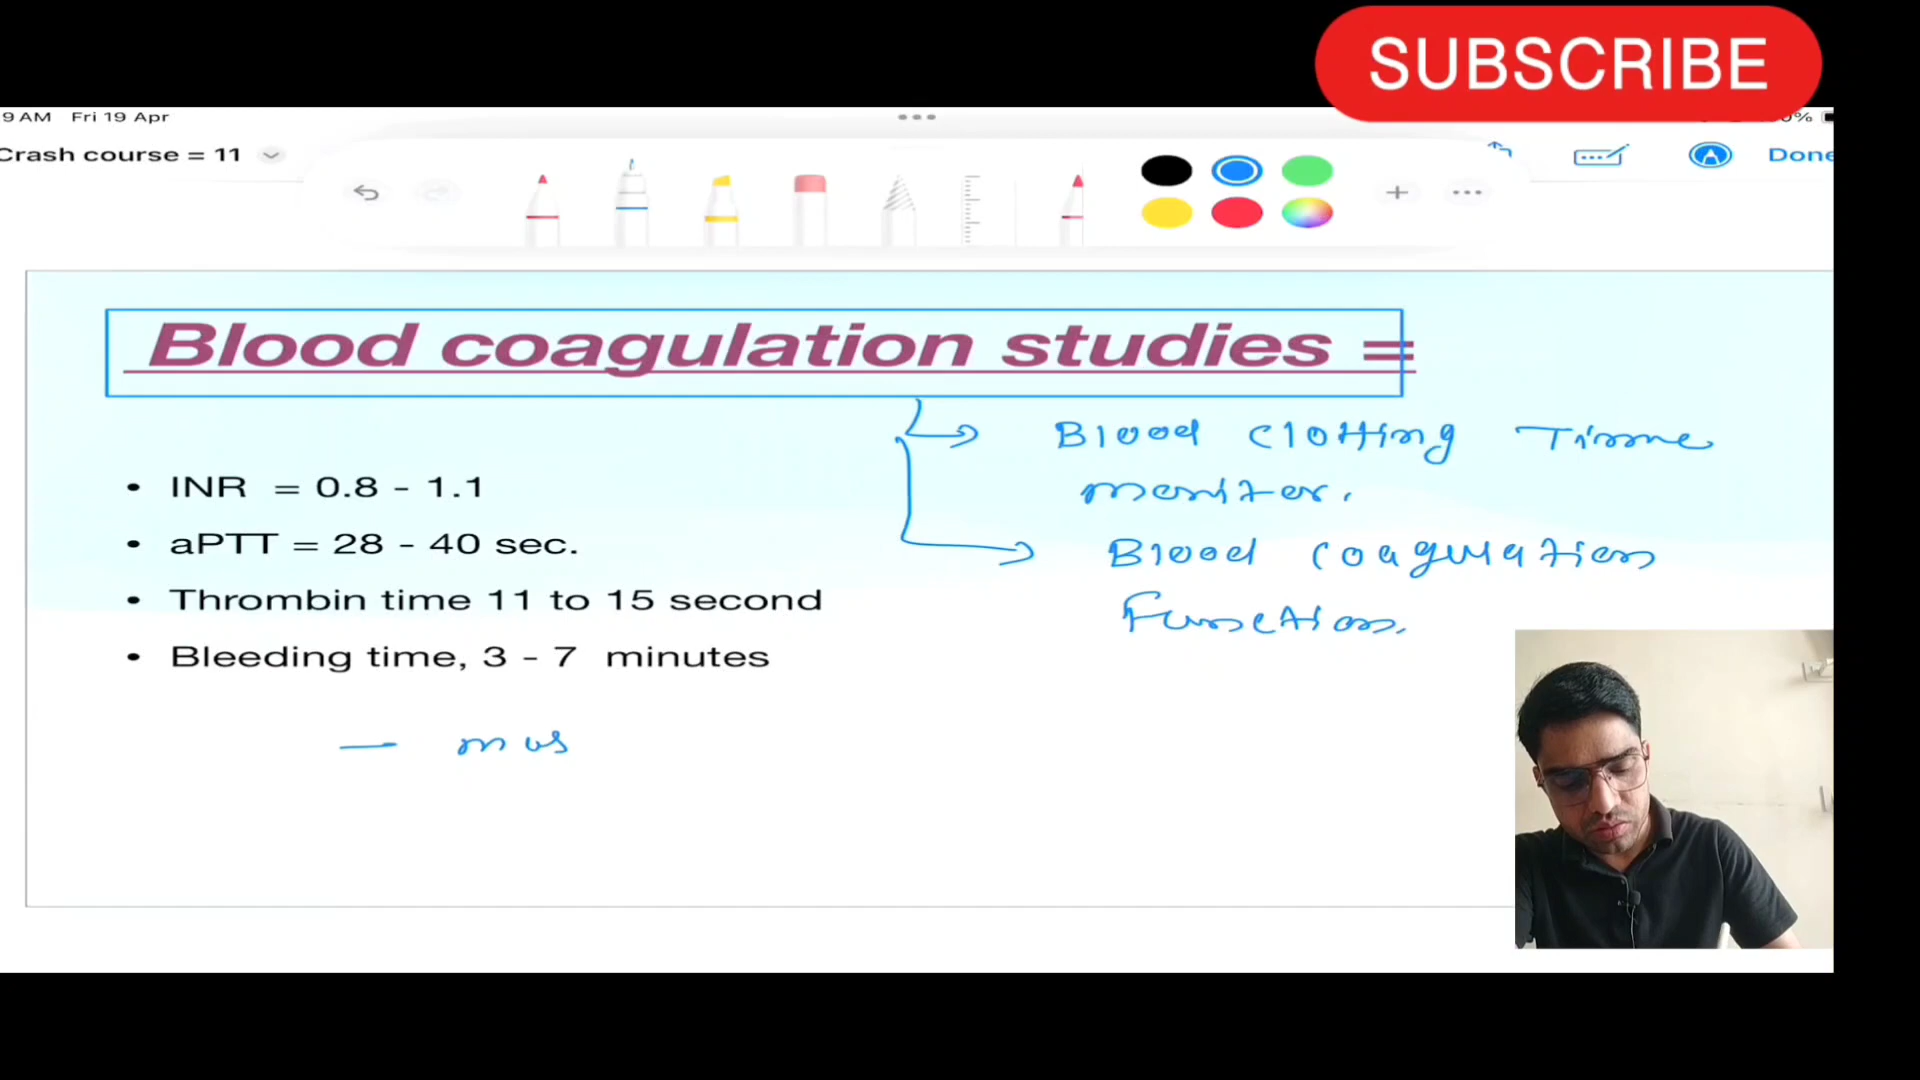 SUBSCRIBE
9 AM Fri 19 Apr
Crash course = 11
Done
Blood coagulation studies =
Blood Clotting Time
moniter.
• INR = 0.8 - 1.1
• aPTT = 28 - 40 sec.
Blood Coagulation
Function.
• Thrombin time 11 to 15 second
• Bleeding time, 3 - 7 minutes
— mus